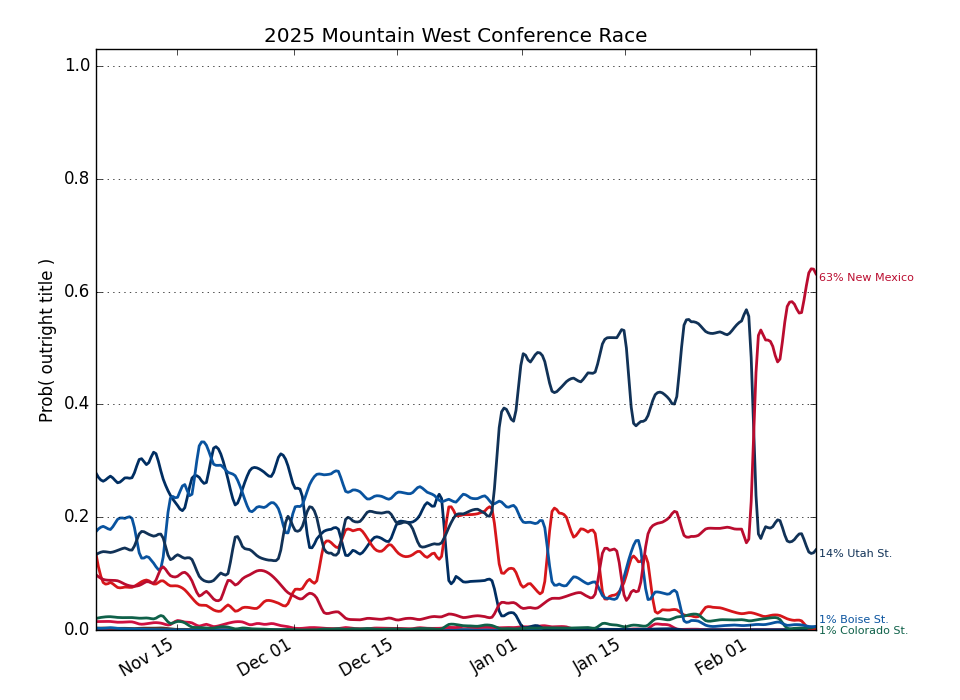 2025 Mountain West Conference Race
1.0
0.8
0.6
0.4
0.2
0.0
Prob( outright title )
63% New Mexico
14% Utah St.
1% Boise St.
1% Colorado St.
Nov 15
Dec 01
Dec 15
Jan 01
Jan 15
Feb 01